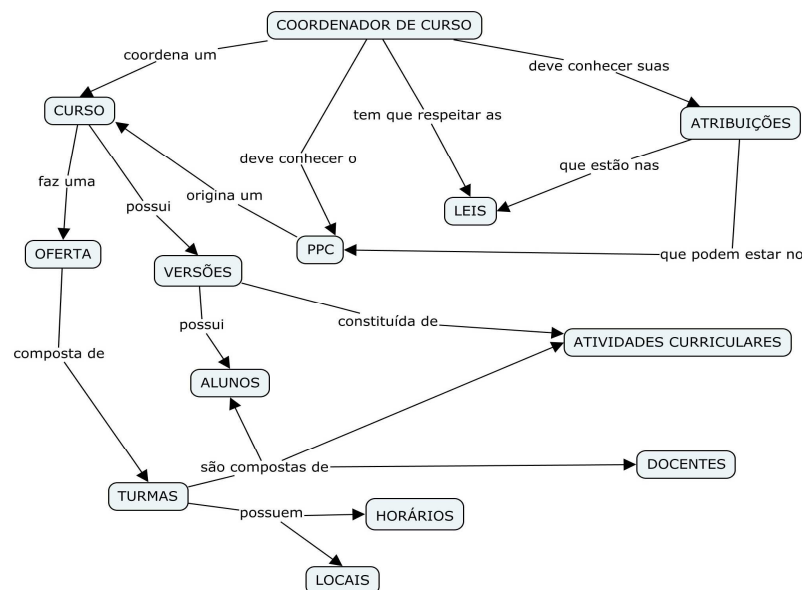 COORDENADOR DE CURSO
coordena um
deve conhecer suas
CURSO
tem que respeitar as
ATRIBUIÇÕES
deve conhecer o
que estão nas
faz uma
origina um
possui
LEIS
OFERTA
PPC
que podem estar no
VERSÕES
possui
constituída de
ATIVIDADES CURRICULARES
composta de
ALUNOS
são compostas de
DOCENTES
TURMAS
possuem
HORÁRIOS
LOCAIS